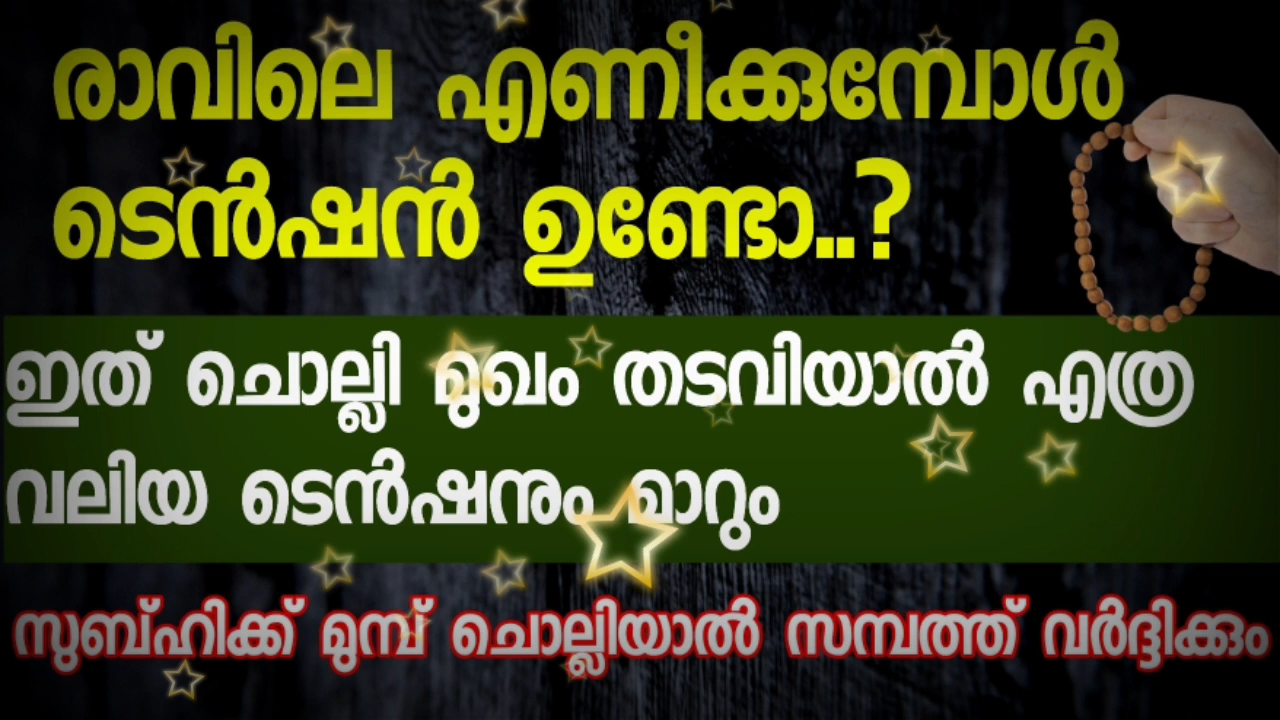 രാവിലെ എണീക്കുമ്പോൾ
ടെൻഷൻ ഉണ്ടോ..?
ഇത് ചൊല്ലി മുഖം തടവിയാൽ എത്ര
വലിയ ടെൻഷനും മാറും
സുബ്ഹിക്ക് മുമ്പ് ചൊല്ലിയാൽ സമ്പത്ത് വർദ്ദിക്കും